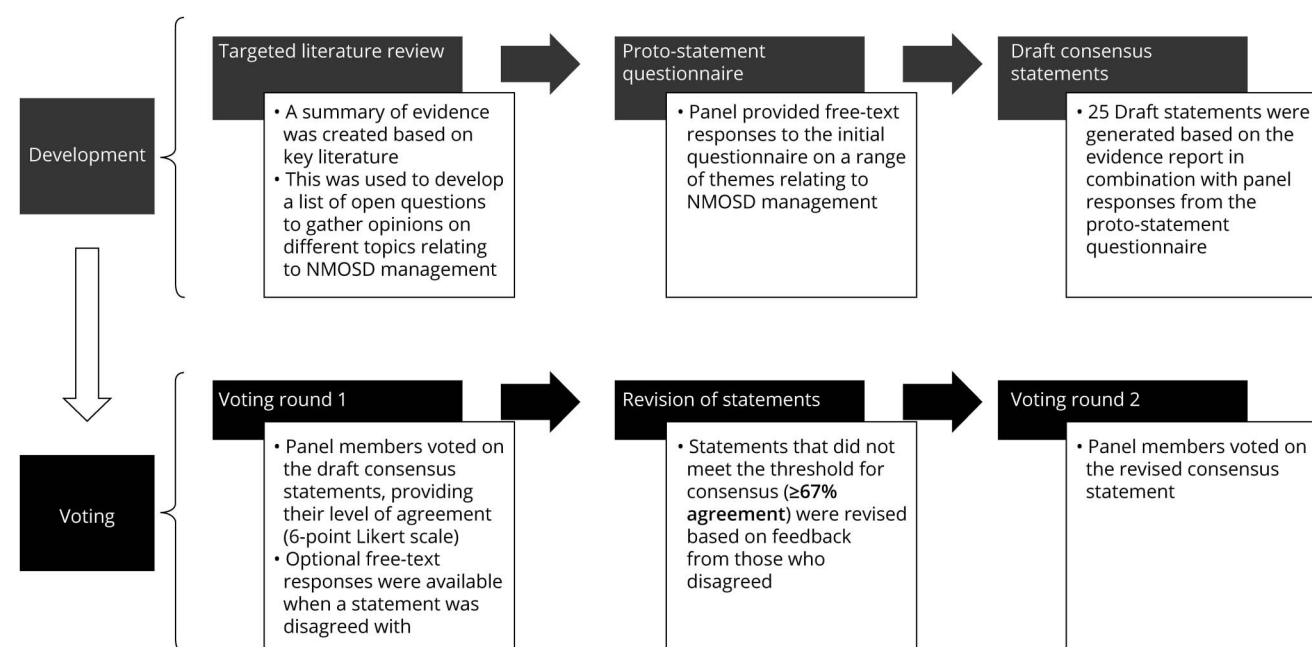 Development
Targeted literature review
• A summary of evidence
was created based on
key literature
• This was used to develop
a list of open questions
to gather opinions on
different topics relating
to NMOSD management
Proto-statement
questionnaire
• Panel provided free-text
responses to the initial
questionnaire on a range
of themes relating to
NMOSD management
Draft consensus
statements
• 25 Draft statements were
generated based on the
evidence report in
combination with panel
responses from the
proto-statement
questionnaire
Voting
Voting round 1
• Panel members voted on
the draft consensus
statements, providing
their level of agreement
(6-point Likert scale)
• Optional free-text
responses were available
when a statement was
disagreed with
Revision of statements
• Statements that did not
meet the threshold for
consensus (≥67%
agreement) were revised
based on feedback
from those who
disagreed
Voting round 2
• Panel members voted on
the revised consensus
statement